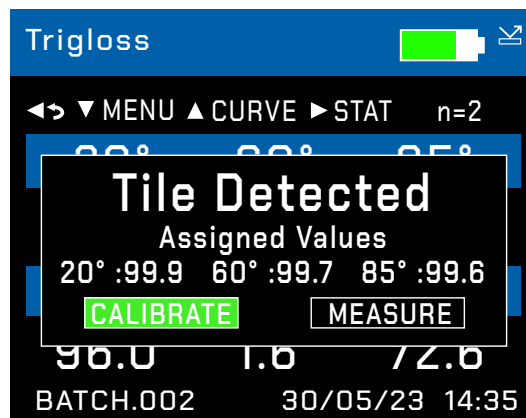 Trigloss
MENU CURVE STAT n=2
Tile Detected
Assigned Values
20° :99.9 60° :99.7 85° :99.6
CALIBRATE MEASURE
96.0 1.6 72.6
BATCH.002 30/05/23 14:35